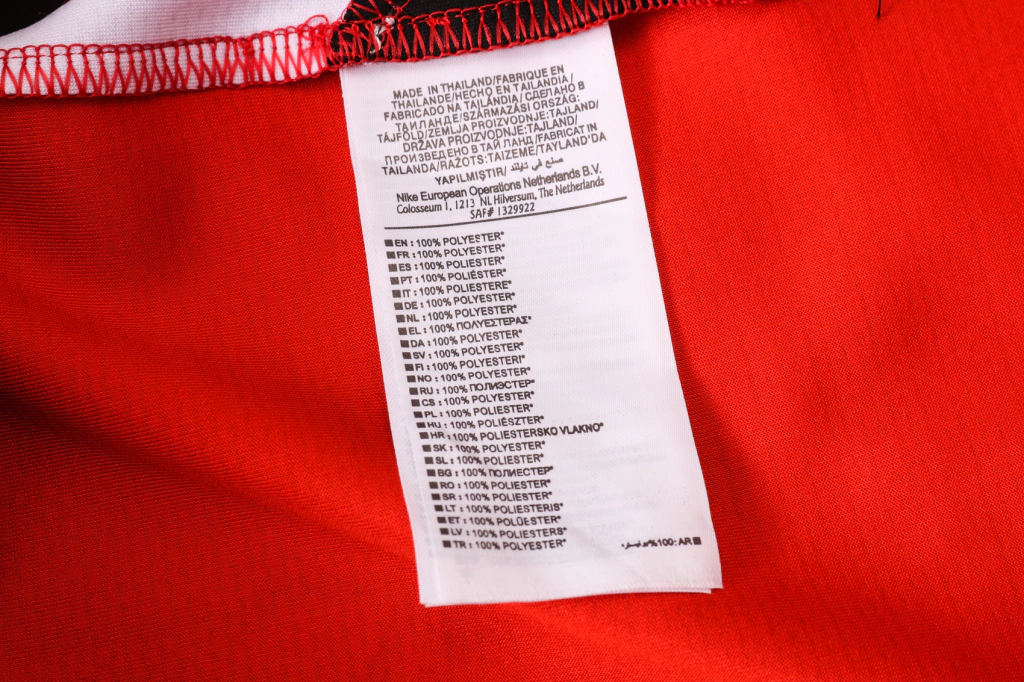 MADE IN THAILAND/FABRIQUE EN
THAILANDE/HECHO EN TAILANDIA/
FABRICADO NA TAILÂNDIA/ СДЕЛАНО В
ТАИЛАНДЕ/SZÁRMAZÁSI ORSZÁG:
TÁJFÖLD/ZEMLJA PROIZVODNJE:TAJLAND/
DRŽAVA PROIZVODNJE:TAJLAND/
ПРОИЗВЕДЕНО В ТАЙЛАНД/FABRICAT IN
TAILANDA/RAŽOTS:TAIZEME/TAYLAND'DA
YAPILMIŞTIR/ صنع في تايلند
Nike European Operations Netherlands B.V.
Colosseum 1, 1213 NL Hilversum, The Netherlands
SAF# 1329922
EN : 100% POLYESTER*
FR : 100% POLYESTER*
ES : 100% POLIÉSTER*
PT : 100% POLIÉSTER*
IT : 100% POLIESTERE*
DE : 100% POLYESTER*
NL : 100% POLYESTER*
EL : 100% ΠΟΛΥΕΣΤΕΡΑΣ*
DA : 100% POLYESTER*
SV : 100% POLYESTER*
FI : 100% POLYESTERI*
NO : 100% POLYESTER*
RU : 100% ПОЛИЭСТЕР*
CS : 100% POLYESTER*
PL : 100% POLIESTER*
HU : 100% POLIÉSZTER*
HR : 100% POLIESTERSKO VLAKNO*
SK : 100% POLYESTER*
SL : 100% POLIESTER*
BG : 100% ПОЛИЕСТЕР*
RO : 100% POLIESTER*
SR : 100% POLIESTER*
LT : 100% POLIESTERIS*
ET : 100% POLÜESTER*
LV : 100% POLIESTERS*
TR : 100% POLYESTER*
AR :100% بوليستر*